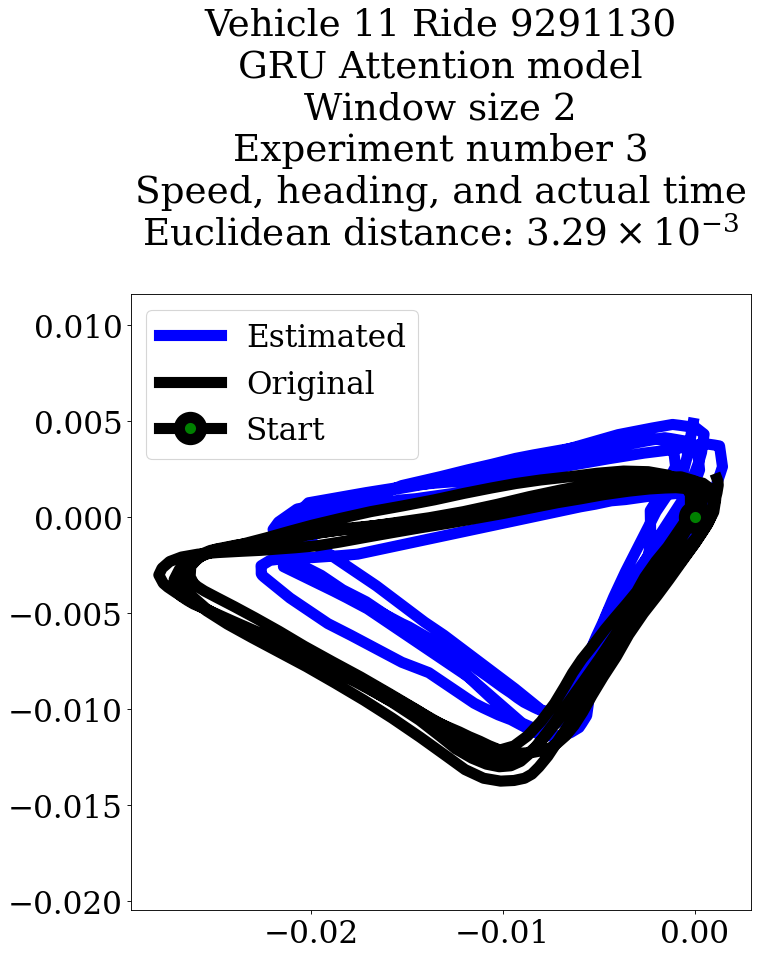 Vehicle 11 Ride 9291130
GRU Attention model
Window size 2
Experiment number 3
Speed, heading, and actual time
Euclidean distance: 3.29 × 10⁻³
Estimated
Original
Start
0.010
0.005
0.000
−0.005
−0.010
−0.015
−0.020
−0.02
−0.01
0.00